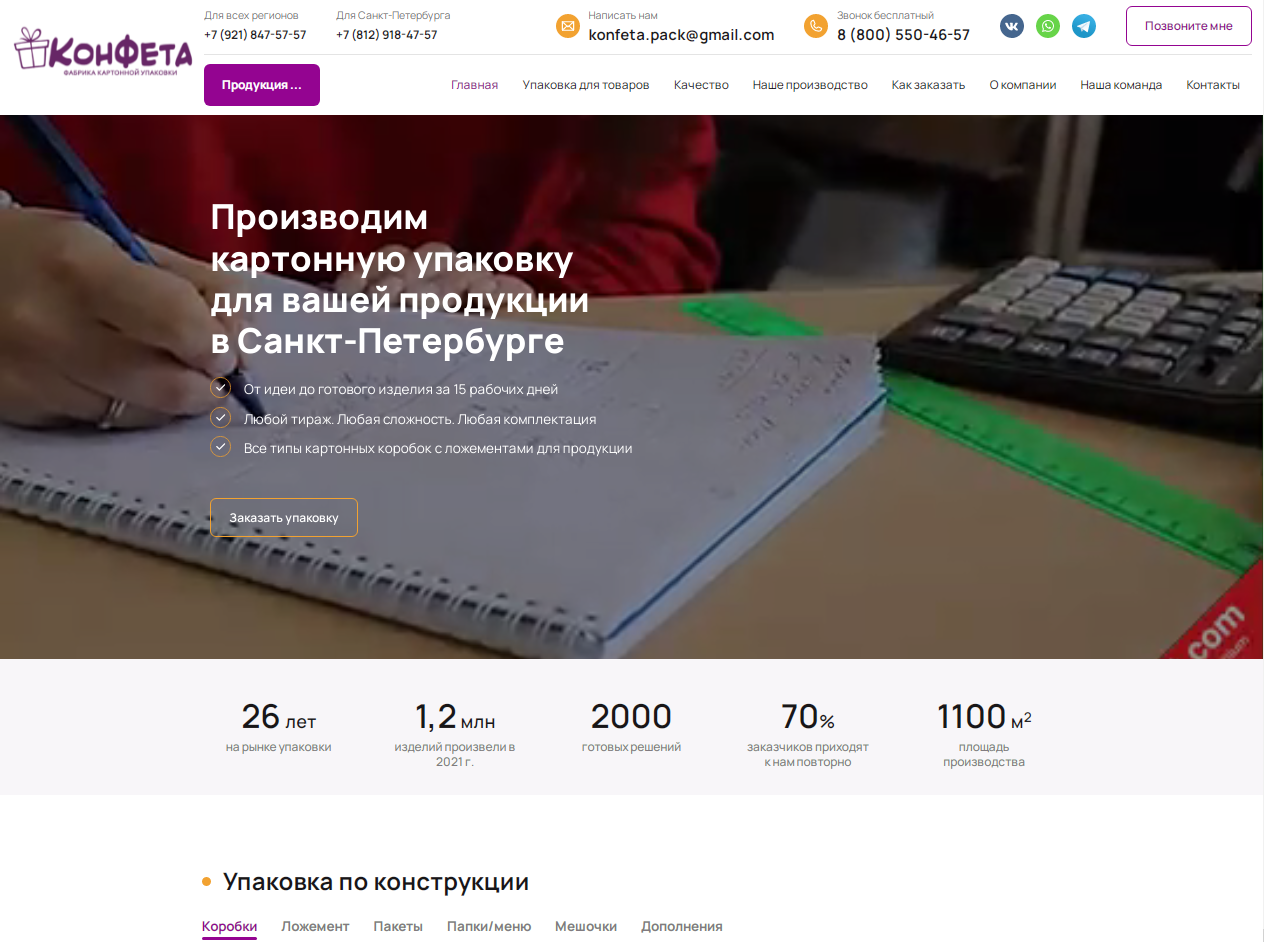 Для всех регионов
+7 (921) 847-57-57
Для Санкт-Петербурга
+7 (812) 918-47-57
Написать нам
konfeta.pack@gmail.com
Звонок бесплатный
8 (800) 550-46-57
Позвоните мне
КОНФЕТА
ФАБРИКА КАРТОННОЙ УПАКОВКИ
Продукция ...
Главная
Упаковка для товаров
Качество
Наше производство
Как заказать
О компании
Наша команда
Контакты
Производим
картонную упаковку
для вашей продукции
в Санкт-Петербурге
От идеи до готового изделия за 15 рабочих дней
Любой тираж. Любая сложность. Любая комплектация
Все типы картонных коробок с ложементами для продукции
Заказать упаковку
.com
26 лет
на рынке упаковки
1,2 млн
изделий произвели в
2021 г.
2000
готовых решений
70%
заказчиков приходят
к нам повторно
1100 м²
площадь
производства
Упаковка по конструкции
Коробки
Ложемент
Пакеты
Папки/меню
Мешочки
Дополнения